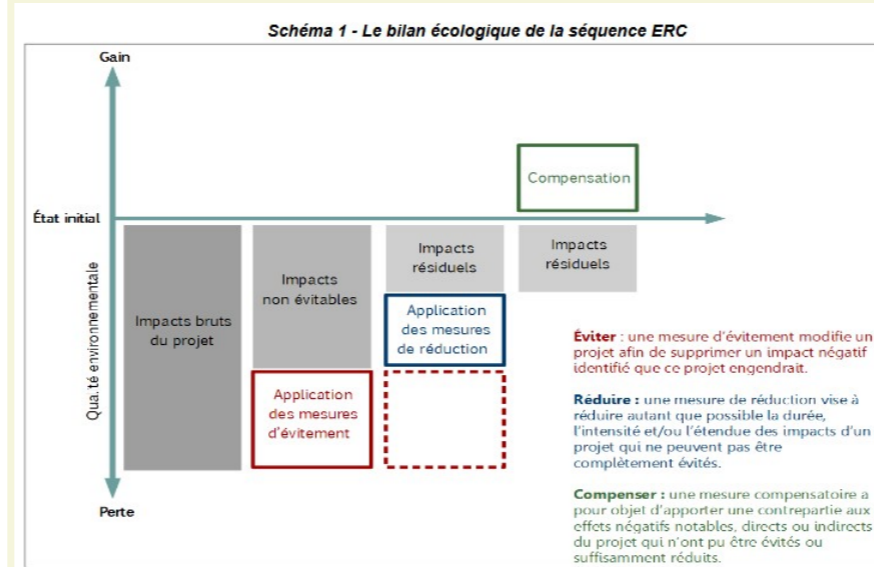 Schéma 1 - Le bilan écologique de la séquence ERC
Gain
Compensation
État initial
Qua.té environnementale
Impacts bruts
du projet
Impacts
non évitables
Impacts
résiduels
Impacts
résiduels
Application
des mesures
de réduction
Application
des mesures
d'évitement
Perte
Éviter : une mesure d'évitement modifie un
projet afin de supprimer un impact négatif
identifié que ce projet engendrait.
Réduire : une mesure de réduction vise à
réduire autant que possible la durée,
l'intensité et/ou l'étendue des impacts d'un
projet qui ne peuvent pas être
complètement évités.
Compenser : une mesure compensatoire a
pour objet d'apporter une contrepartie aux
effets négatifs notables, directs ou indirects
du projet qui n'ont pu être évités ou
suffisamment réduits.